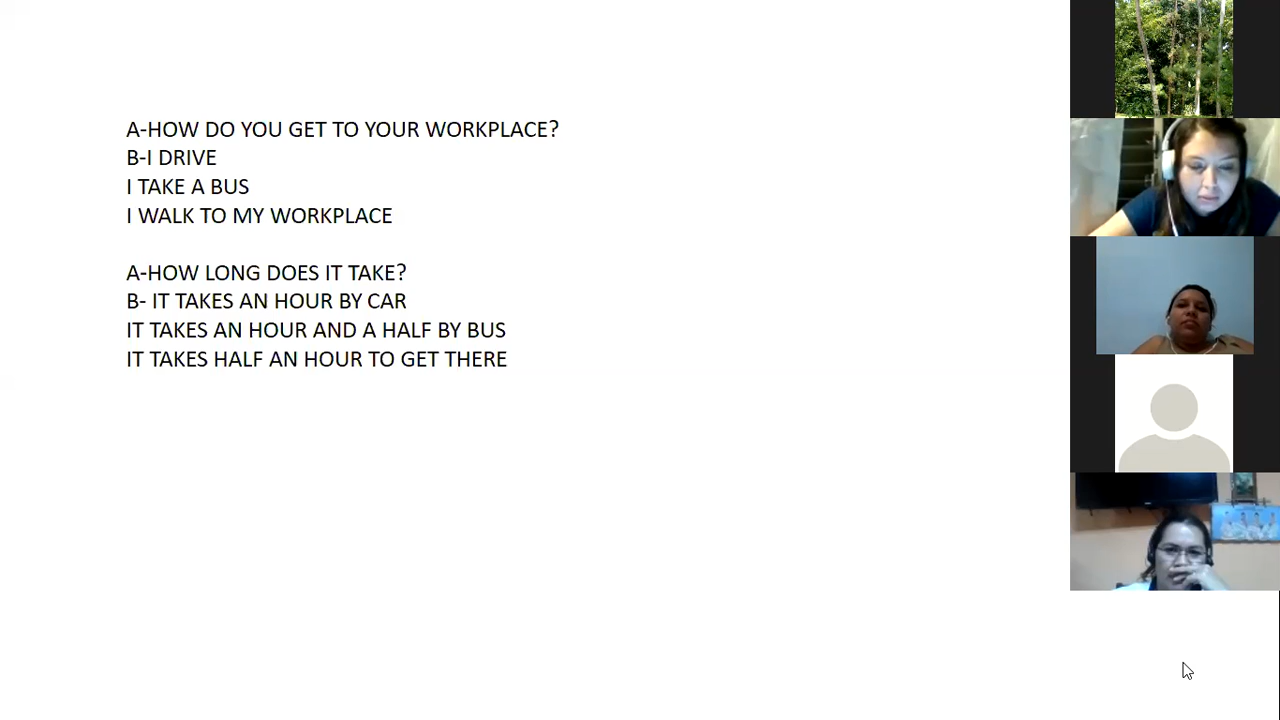 A-HOW DO YOU GET TO YOUR WORKPLACE?
B-I DRIVE
I TAKE A BUS
I WALK TO MY WORKPLACE
A-HOW LONG DOES IT TAKE?
B- IT TAKES AN HOUR BY CAR
IT TAKES AN HOUR AND A HALF BY BUS
IT TAKES HALF AN HOUR TO GET THERE